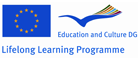 Education and Culture DG
Lifelong Learning Programme